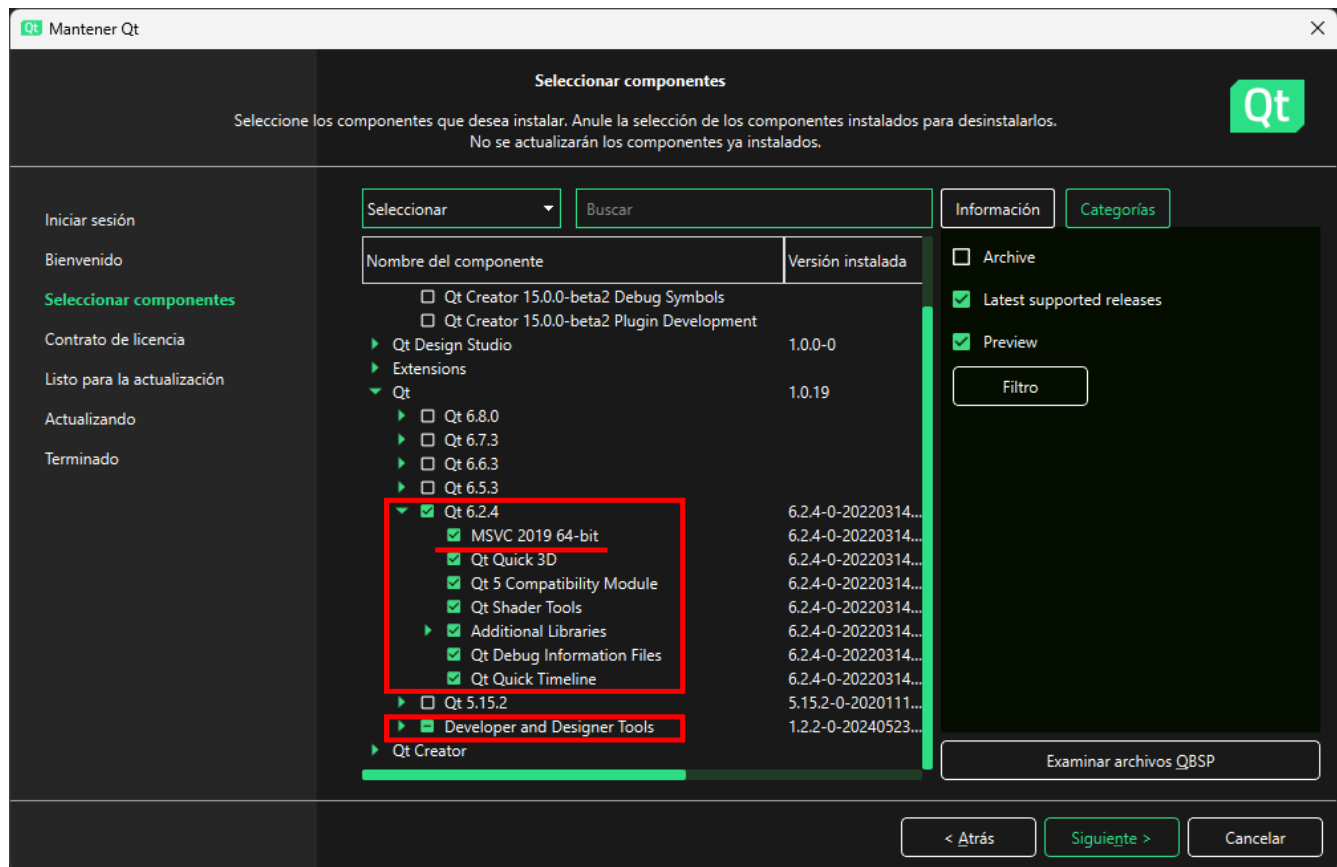 Qt Mantener Qt
Seleccionar componentes
Seleccione los componentes que desea instalar. Anule la selección de los componentes instalados para desinstalarlos.
No se actualizarán los componentes ya instalados.
Qt
Iniciar sesión
Bienvenido
Seleccionar componentes
Contrato de licencia
Listo para la actualización
Actualizando
Terminado
Seleccionar
Buscar
Nombre del componente Versión instalada
Qt Creator 15.0.0-beta2 Debug Symbols
Qt Creator 15.0.0-beta2 Plugin Development
Qt Design Studio 1.0.0-0
Extensions
Qt 1.0.19
Qt 6.8.0
Qt 6.7.3
Qt 6.6.3
Qt 6.5.3
Qt 6.2.4 6.2.4-0-20220314...
MSVC 2019 64-bit 6.2.4-0-20220314...
Qt Quick 3D 6.2.4-0-20220314...
Qt 5 Compatibility Module 6.2.4-0-20220314...
Qt Shader Tools 6.2.4-0-20220314...
Additional Libraries 6.2.4-0-20220314...
Qt Debug Information Files 6.2.4-0-20220314...
Qt Quick Timeline 6.2.4-0-20220314...
Qt 5.15.2 5.15.2-0-2020111...
Developer and Designer Tools 1.2.2-0-20240523...
Qt Creator
Información Categorías
Archive
Latest supported releases
Preview
Filtro
Examinar archivos QBSP
< Atrás Siguiente > Cancelar